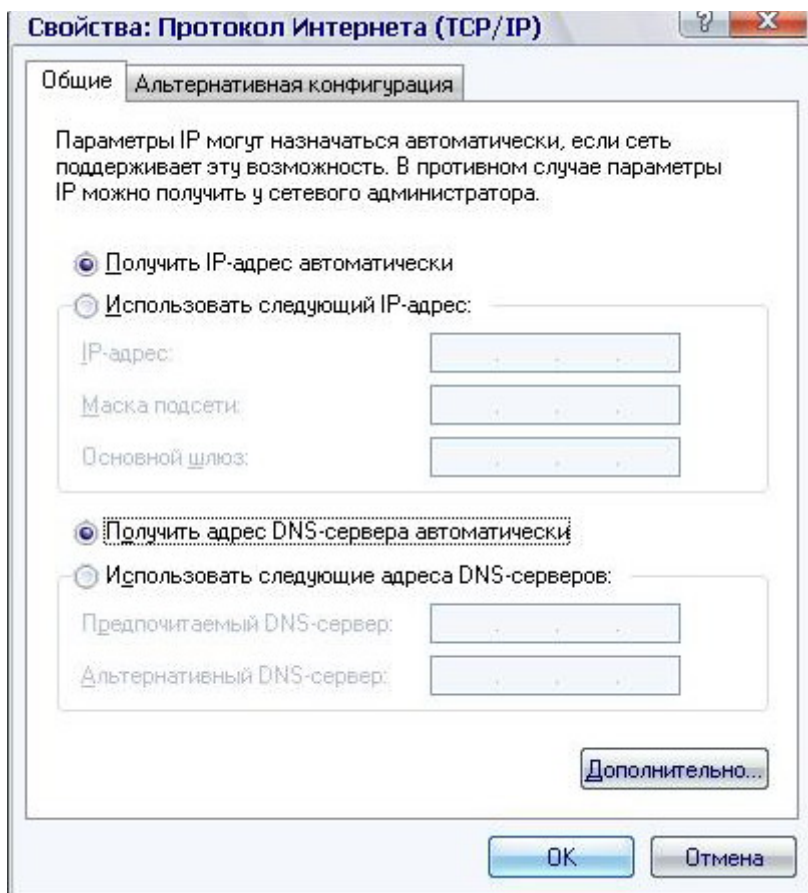 Свойства: Протокол Интернета (TCP/IP)
?
Общие
Альтернативная конфигурация
Параметры IP могут назначаться автоматически, если сеть
поддерживает эту возможность. В противном случае параметры
IP можно получить у сетевого администратора.
Получить IP-адрес автоматически
Использовать следующий IP-адрес:
IP-адрес:
Маска подсети:
Основной шлюз:
Получить адрес DNS-сервера автоматически
Использовать следующие адреса DNS-серверов:
Предпочитаемый DNS-сервер:
Альтернативный DNS-сервер:
Дополнительно...
OK
Отмена